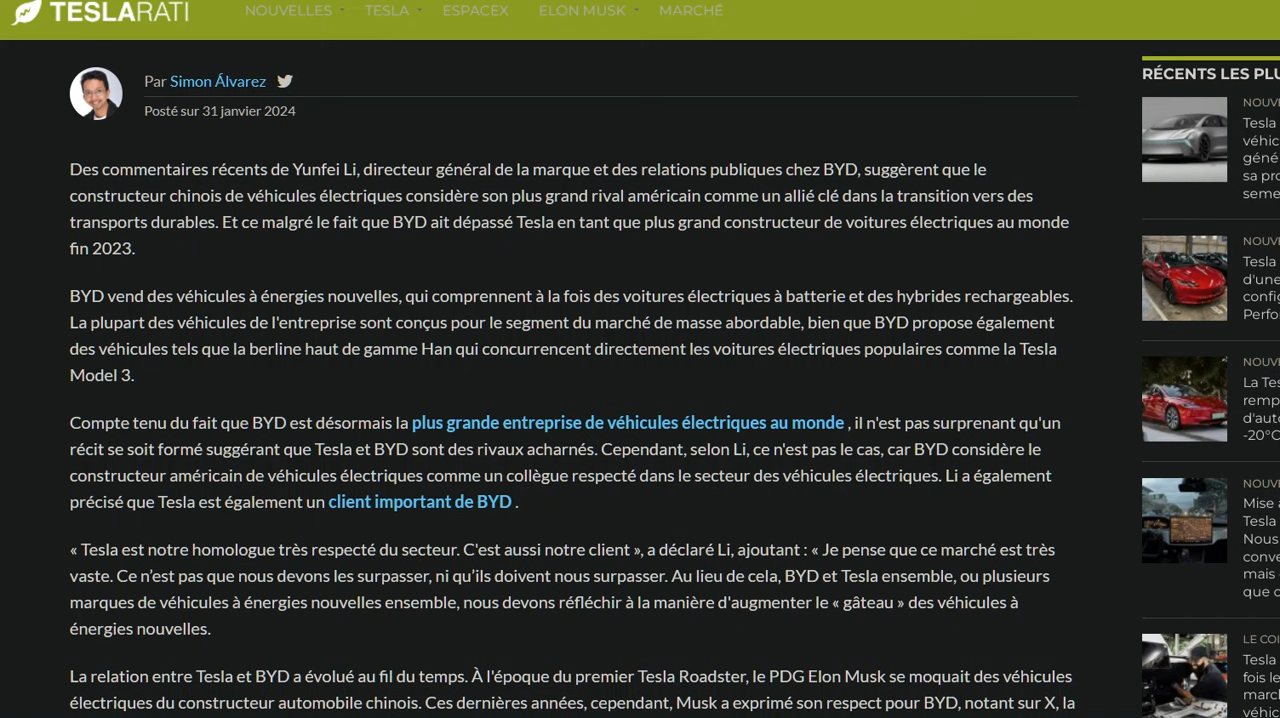 TESLARATI
NOUVELLES
TESLA
ESPACEX
ELON MUSK
MARCHÉ
Par Simon Álvarez
Posté sur 31 janvier 2024
Des commentaires récents de Yunfei Li, directeur général de la marque et des relations publiques chez BYD, suggèrent que le
constructeur chinois de véhicules électriques considère son plus grand rival américain comme un allié clé dans la transition vers des
transports durables. Et ce malgré le fait que BYD ait dépassé Tesla en tant que plus grand constructeur de voitures électriques au monde
fin 2023.
BYD vend des véhicules à énergies nouvelles, qui comprennent à la fois des voitures électriques à batterie et des hybrides rechargeables.
La plupart des véhicules de l'entreprise sont conçus pour le segment du marché de masse abordable, bien que BYD propose également
des véhicules tels que la berline haut de gamme Han qui concurrencent directement les voitures électriques populaires comme la Tesla
Model 3.
Compte tenu du fait que BYD est désormais la plus grande entreprise de véhicules électriques au monde , il n'est pas surprenant qu'un
récit se soit formé suggérant que Tesla et BYD sont des rivaux acharnés. Cependant, selon Li, ce n'est pas le cas, car BYD considère le
constructeur américain de véhicules électriques comme un collègue respecté dans le secteur des véhicules électriques. Li a également
précisé que Tesla est également un client important de BYD .
« Tesla est notre homologue très respecté du secteur. C'est aussi notre client », a déclaré Li, ajoutant : « Je pense que ce marché est très
vaste. Ce n’est pas que nous devons les surpasser, ni qu’ils doivent nous surpasser. Au lieu de cela, BYD et Tesla ensemble, ou plusieurs
marques de véhicules à énergies nouvelles ensemble, nous devons réfléchir à la manière d'augmenter le « gâteau » des véhicules à
énergies nouvelles.
La relation entre Tesla et BYD a évolué au fil du temps. À l'époque du premier Tesla Roadster, le PDG Elon Musk se moquait des véhicules
électriques du constructeur automobile chinois. Ces dernières années, cependant, Musk a exprimé son respect pour BYD, notant sur X, la
RÉCENTS LES PLU
NOUVE
Tesla
véhic
géné
sa pro
seme
NOUVE
Tesla
d'une
config
Perfo
NOUVE
La Tes
remp
d'auto
-20°C
NOUVE
Mise a
Tesla
Nous
conve
mais
que c
LE COI
Tesla
fois le
march
véhic